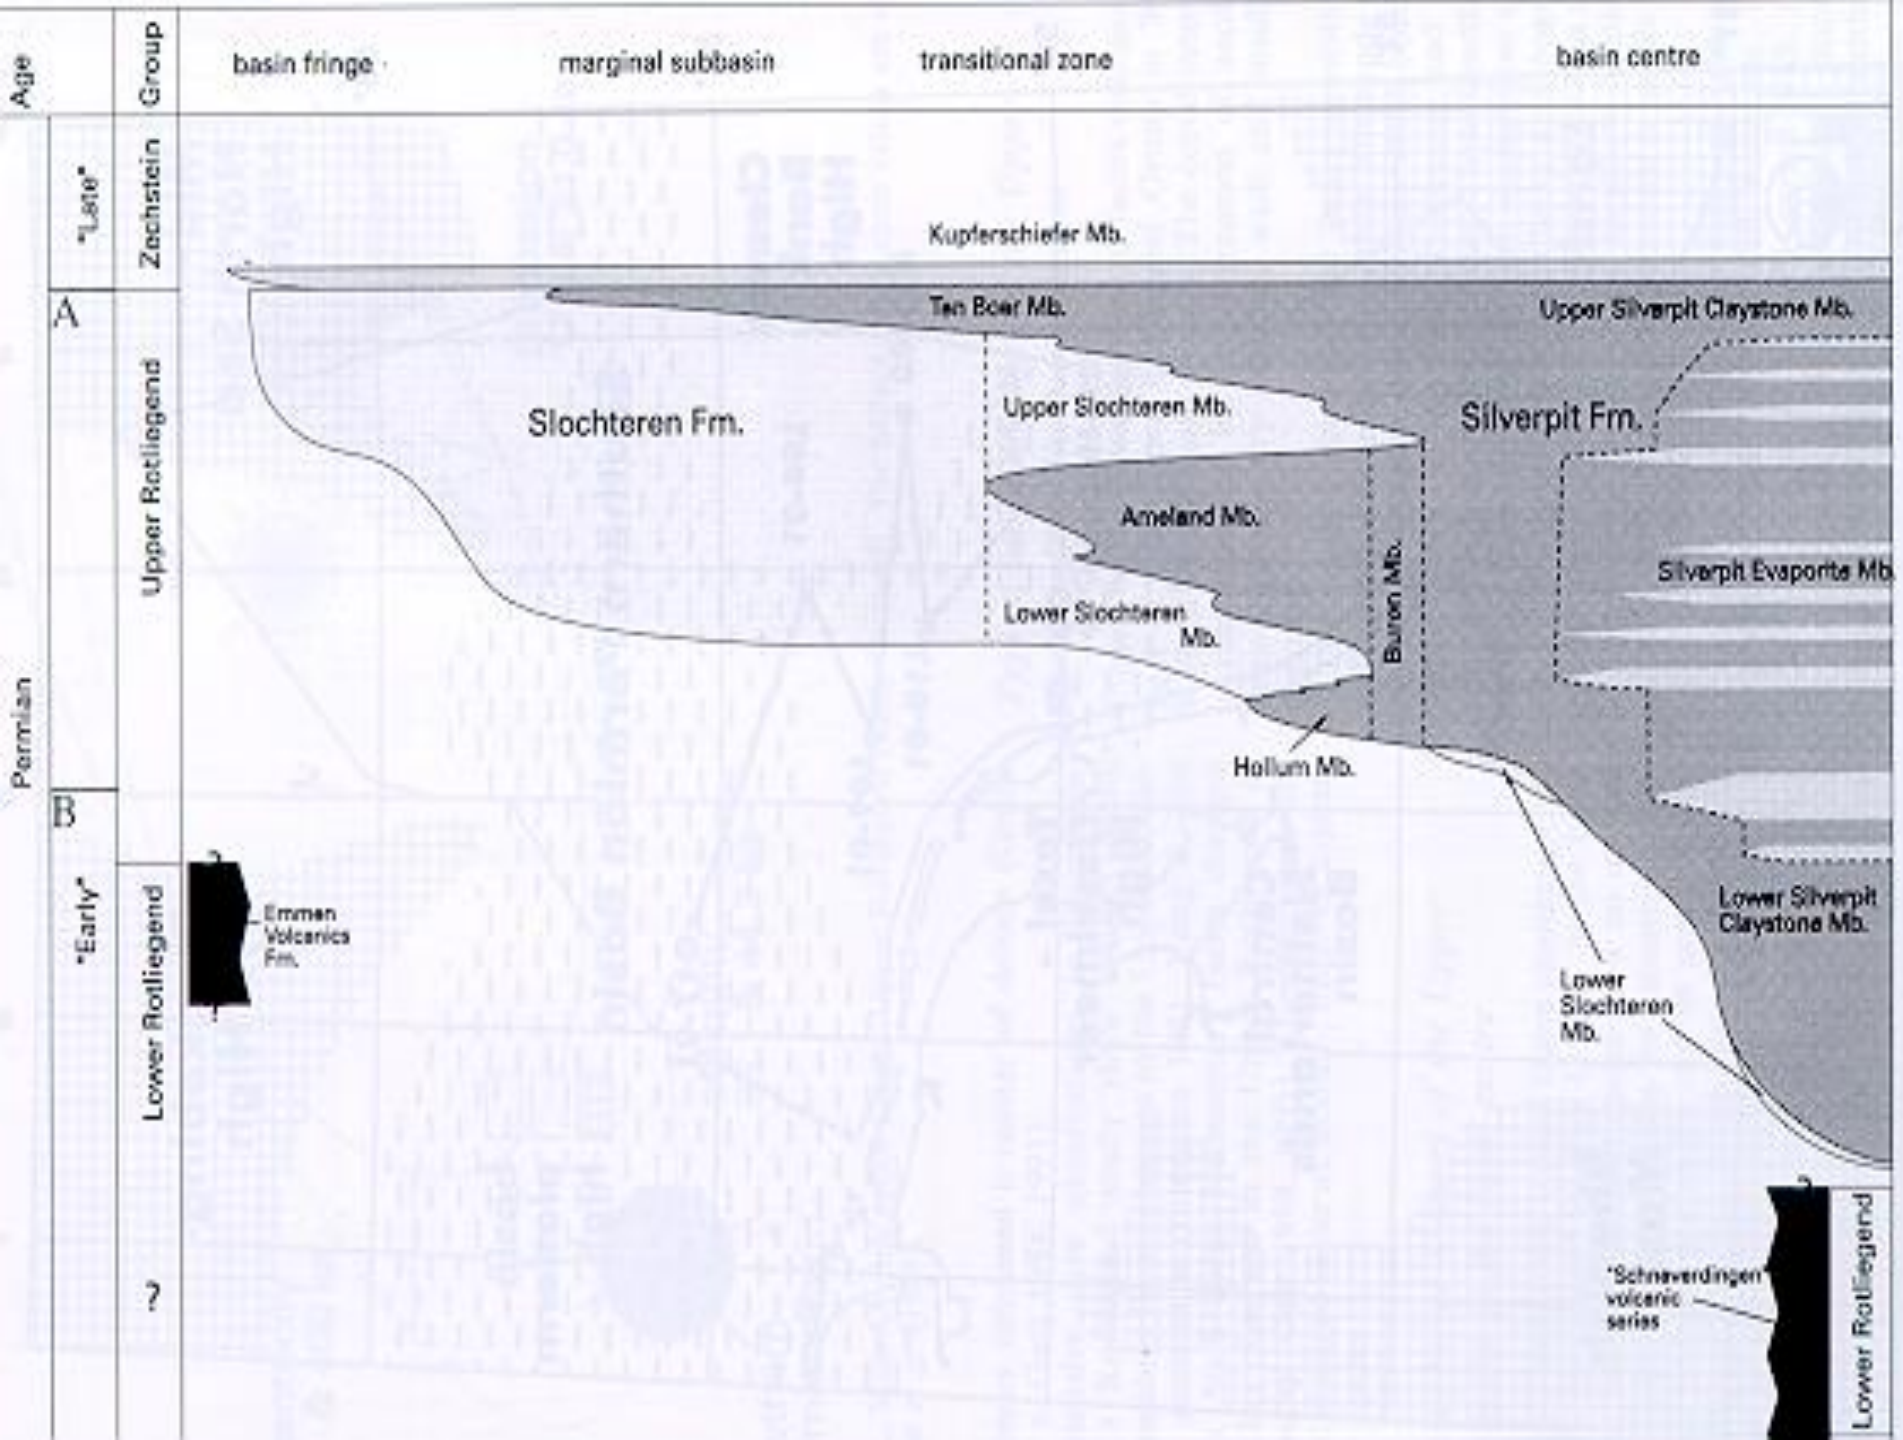 Age
Group
basin fringe
marginal subbasin
transitional zone
basin centre
Permian
"Late"
A
B
"Early"
Zechstein
Upper Rotliegend
Lower Rotliegend
?
Kupferschiefer Mb.
Ten Boer Mb.
Upper Silverpit Claystone Mb.
Slochteren Fm.
Upper Slochteren Mb.
Silverpit Fm.
Ameland Mb.
Buron Mb.
Silverpit Evaporite Mb.
Lower Slochteren
Mb.
Hollum Mb.
?
Emmen
Volcanics
Fm.
?
Lower Silverpit
Claystone Mb.
Lower
Slochteren
Mb.
?
"Schneverdingen"
volcanic
series
Lower Rotliegend